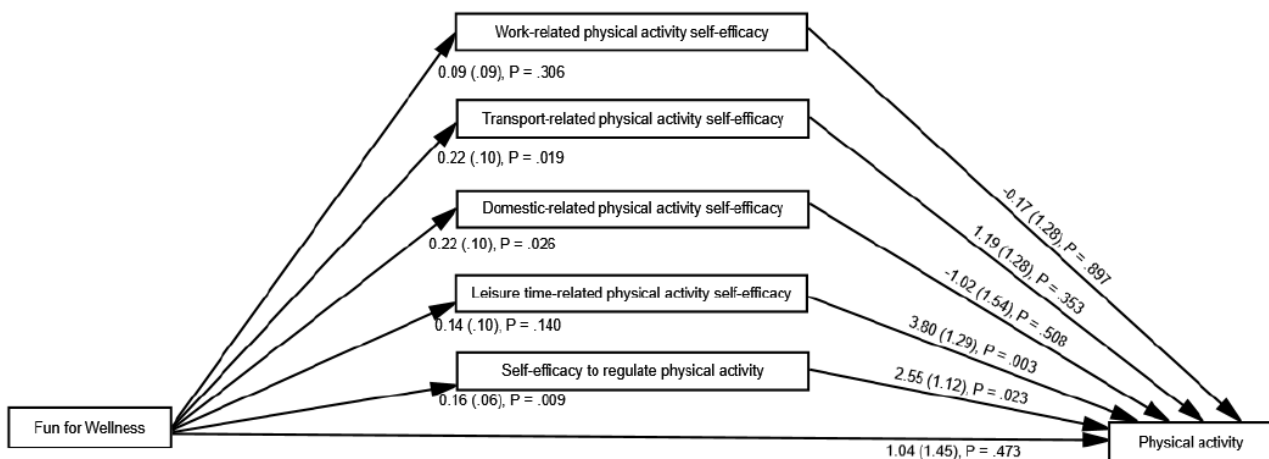 Work-related physical activity self-efficacy
0.09 (.09), P = .306
Transport-related physical activity self-efficacy
0.22 (.10), P = .019
Domestic-related physical activity self-efficacy
0.22 (.10), P = .026
Leisure time-related physical activity self-efficacy
0.14 (.10), P = .140
Self-efficacy to regulate physical activity
0.16 (.06), P = .009
-0.17 (1.28), P = .897
1.19 (1.28), P = .353
-1.02 (1.54), P = .508
3.80 (1.29), P = .003
2.55 (1.12), P = .023
Fun for Wellness
1.04 (1.45), P = .473
Physical activity